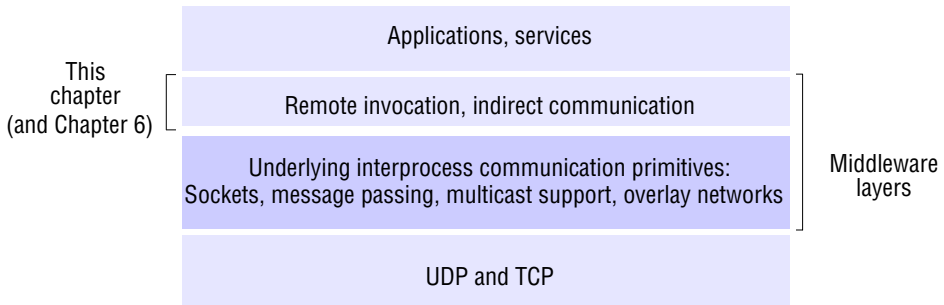 Applications, services
This
chapter
(and Chapter 6)
Remote invocation, indirect communication
Underlying interprocess communication primitives:
Sockets, message passing, multicast support, overlay networks
Middleware
layers
UDP and TCP